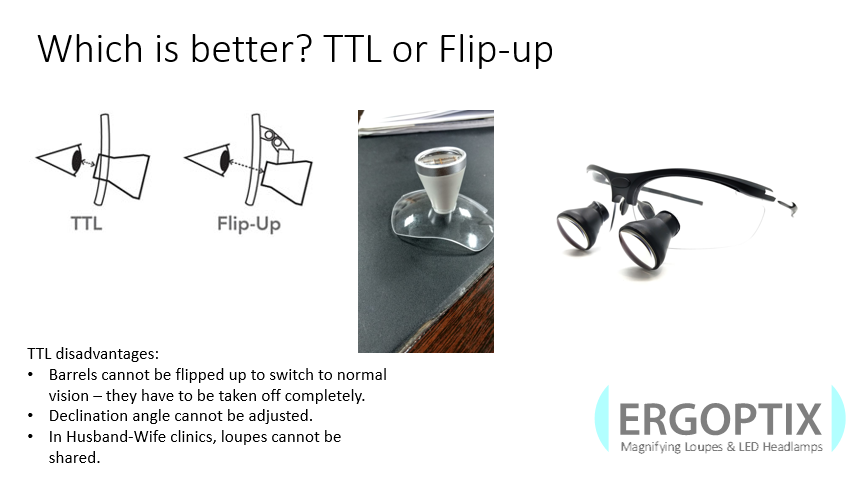 Which is better? TTL or Flip-up
TTL
Flip-Up
TTL disadvantages:
• Barrels cannot be flipped up to switch to normal
vision – they have to be taken off completely.
• Declination angle cannot be adjusted.
• In Husband-Wife clinics, loupes cannot be
shared.
ERGOPTIX
Magnifying Loupes & LED Headlamps